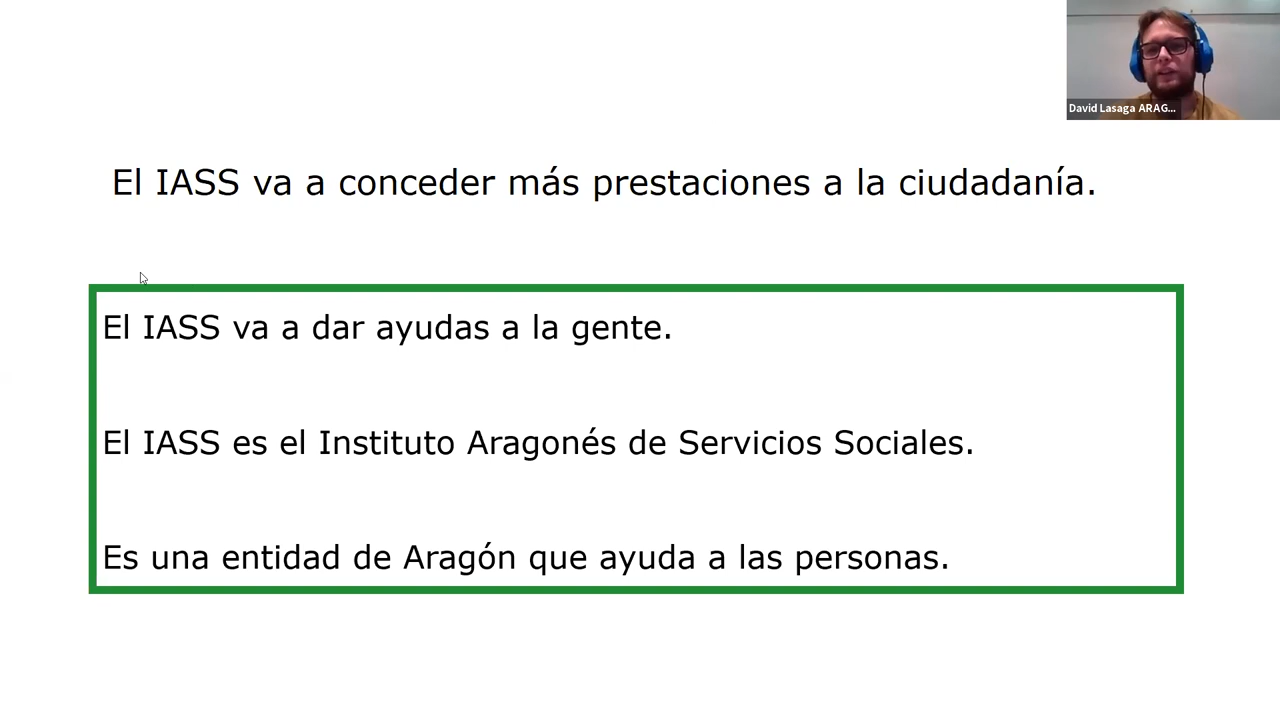 David Lasaga ARAG...
El IASS va a conceder más prestaciones a la ciudadanía.
El IASS va a dar ayudas a la gente.
El IASS es el Instituto Aragonés de Servicios Sociales.
Es una entidad de Aragón que ayuda a las personas.